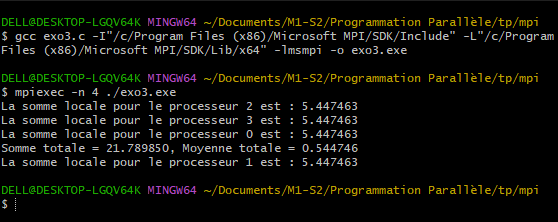 DELL@DESKTOP-LGQV64K MINGW64 ~/Documents/M1-S2/Programmation Parallèle/tp/mpi
$ gcc exo3.c -I"/c/Program Files (x86)/Microsoft MPI/SDK/Include" -L"/c/Program
Files (x86)/Microsoft MPI/SDK/Lib/x64" -lmsmpi -o exo3.exe
DELL@DESKTOP-LGQV64K MINGW64 ~/Documents/M1-S2/Programmation Parallèle/tp/mpi
$ mpiexec -n 4 ./exo3.exe
La somme locale pour le processeur 2 est : 5.447463
La somme locale pour le processeur 3 est : 5.447463
La somme locale pour le processeur 0 est : 5.447463
Somme totale = 21.789850, Moyenne totale = 0.544746
La somme locale pour le processeur 1 est : 5.447463
DELL@DESKTOP-LGQV64K MINGW64 ~/Documents/M1-S2/Programmation Parallèle/tp/mpi
$